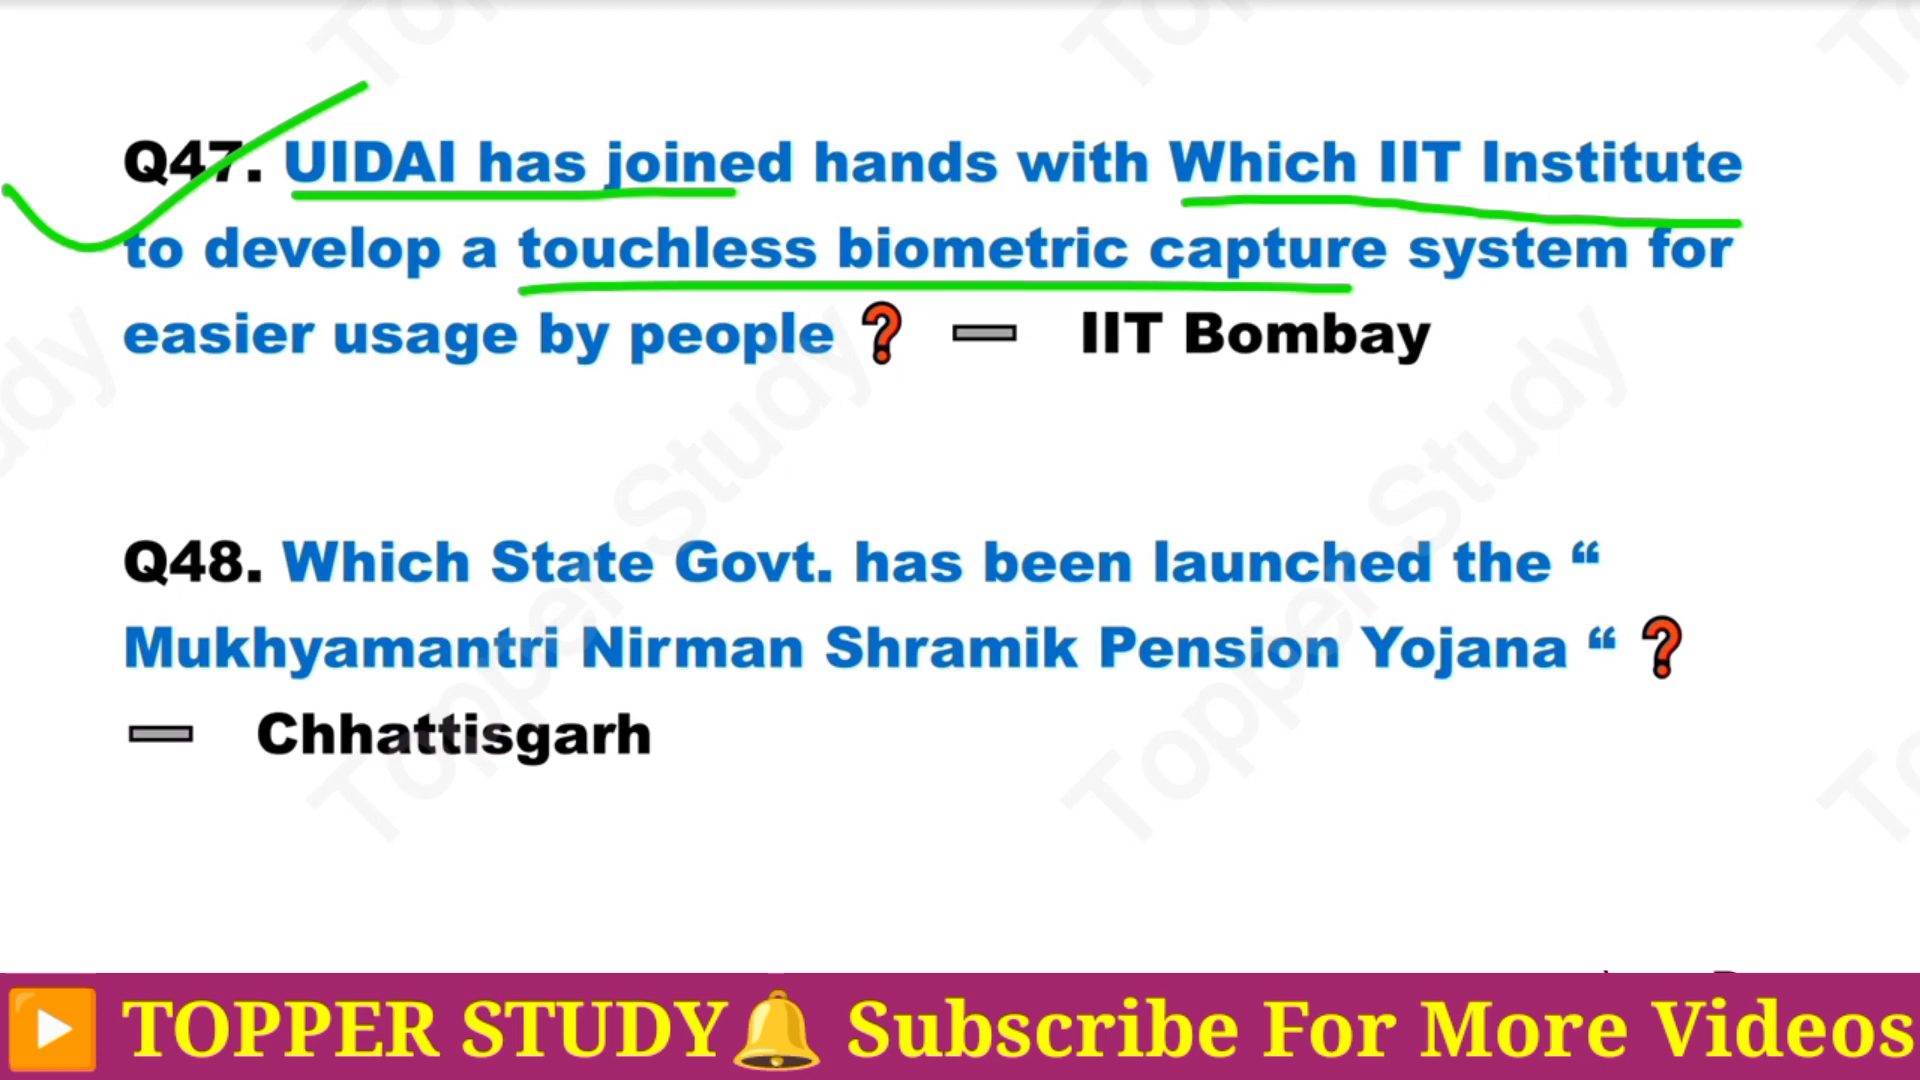 Q47. UIDAI has joined hands with Which IIT Institute
to develop a touchless biometric capture system for
easier usage by people ❓ ➖ IIT Bombay
Q48. Which State Govt. has been launched the “
Mukhyamantri Nirman Shramik Pension Yojana “ ❓
➖ Chhattisgarh
Topper Study
▶️ TOPPER STUDY🔔 Subscribe For More Videos